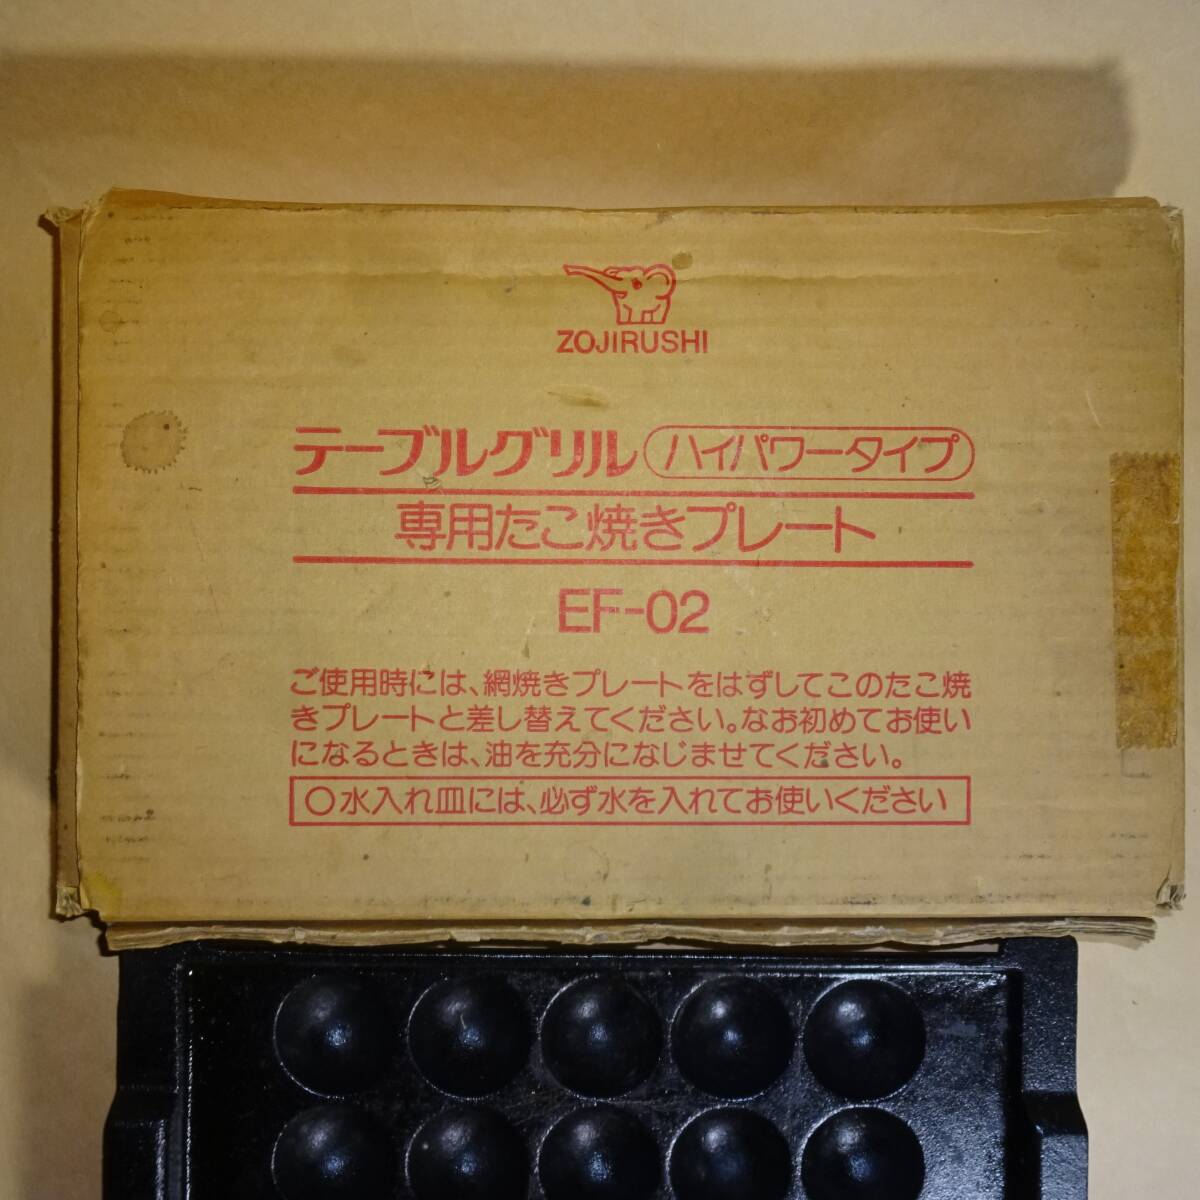 ZOJIRUSHI
テーブルグリル ハイパワータイプ
専用たこ焼きプレート
EF-02
ご使用時には、網焼きプレートをはずしてこのたこ焼
きプレートと差し替えてください。なお初めてお使い
になるときは、油を充分になじませてください。
○水入れ皿には、必ず水を入れてお使いください